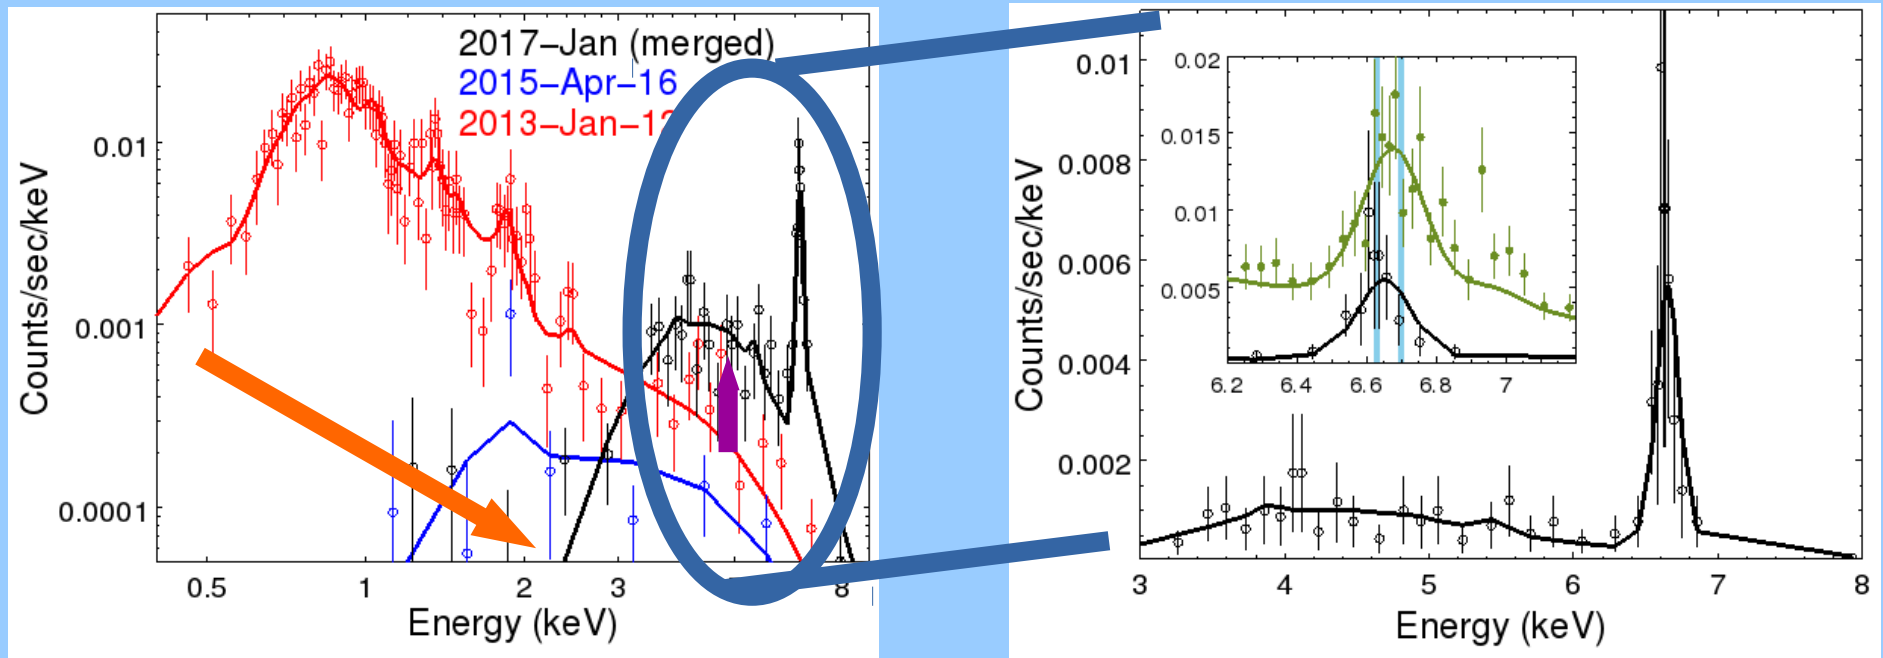 2017–Jan (merged)
2015–Apr–16
2013–Jan–
0.01
0.001
0.0001
Counts/sec/keV
0.5 1 2 3 8
Energy (keV)
0.01
0.008
0.006
0.004
0.002
Counts/sec/keV
3 4 5 6 7 8
Energy (keV)
0.02
0.015
0.01
0.005
6.2 6.4 6.6 6.8 7